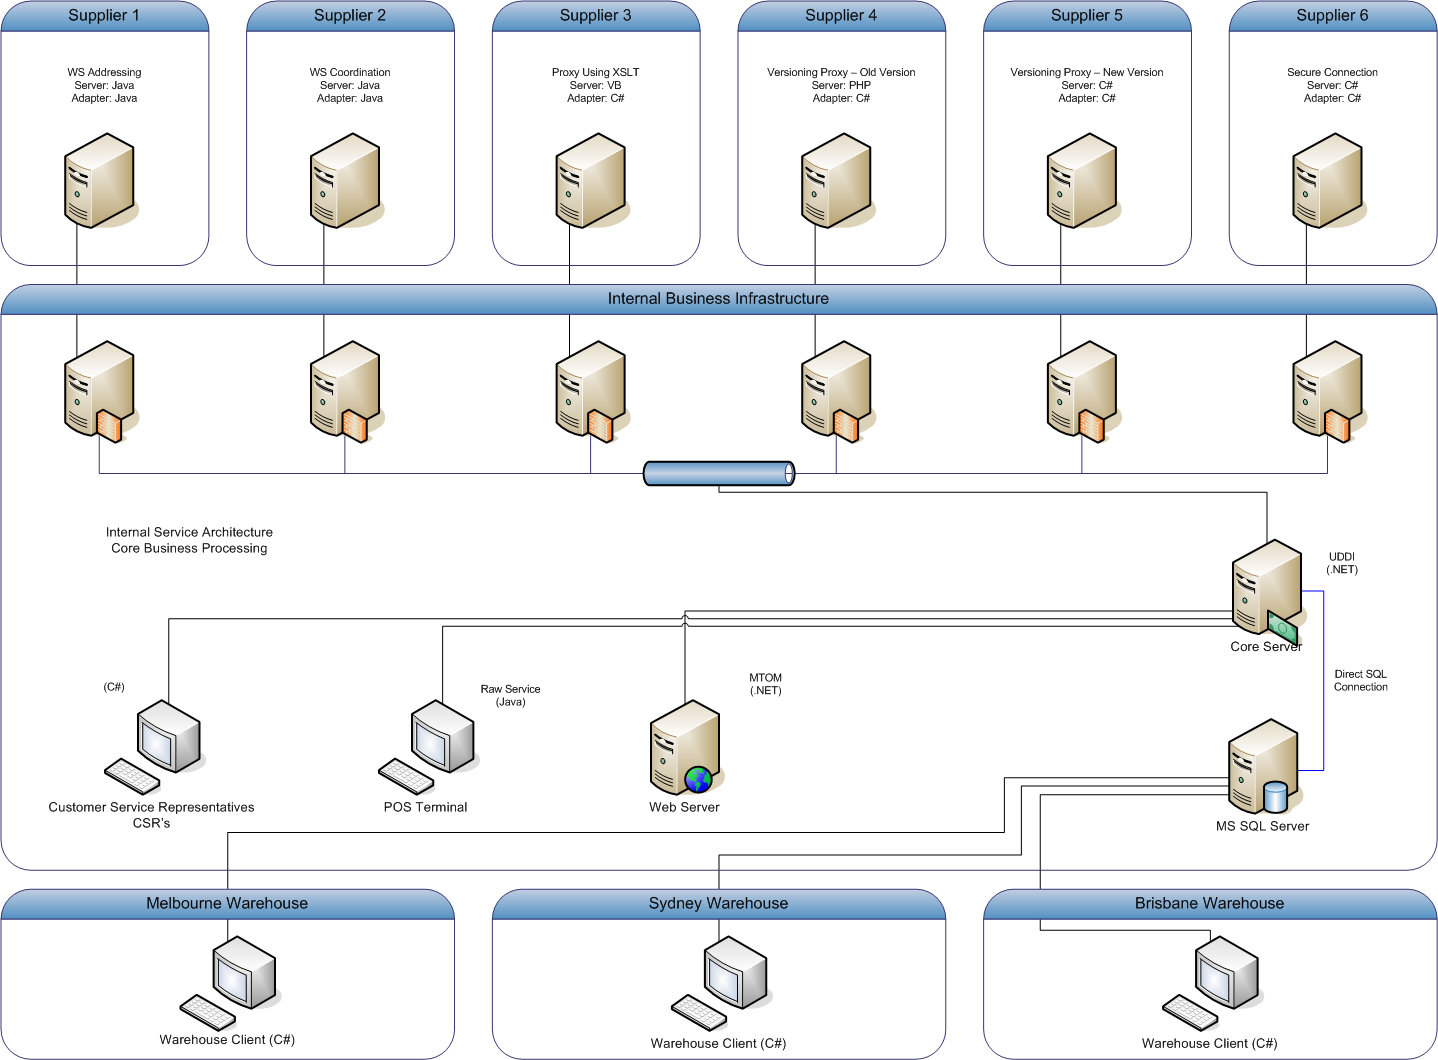 Supplier 1
Supplier 2
Supplier 3
Supplier 4
Supplier 5
Supplier 6
WS Addressing
Server: Java
Adapter: Java
WS Coordination
Server: Java
Adapter: Java
Proxy Using XSLT
Server: VB
Adapter: C#
Versioning Proxy – Old Version
Server: PHP
Adapter: C#
Versioning Proxy – New Version
Server: C#
Adapter: C#
Secure Connection
Server: C#
Adapter: C#
Internal Business Infrastructure
Internal Service Architecture
Core Business Processing
UDDI
(.NET)
Core Server
Direct SQL
Connection
(C#)
Raw Service
(Java)
MTOM
(.NET)
Customer Service Representatives
CSR's
POS Terminal
Web Server
MS SQL Server
Melbourne Warehouse
Sydney Warehouse
Brisbane Warehouse
Warehouse Client (C#)
Warehouse Client (C#)
Warehouse Client (C#)